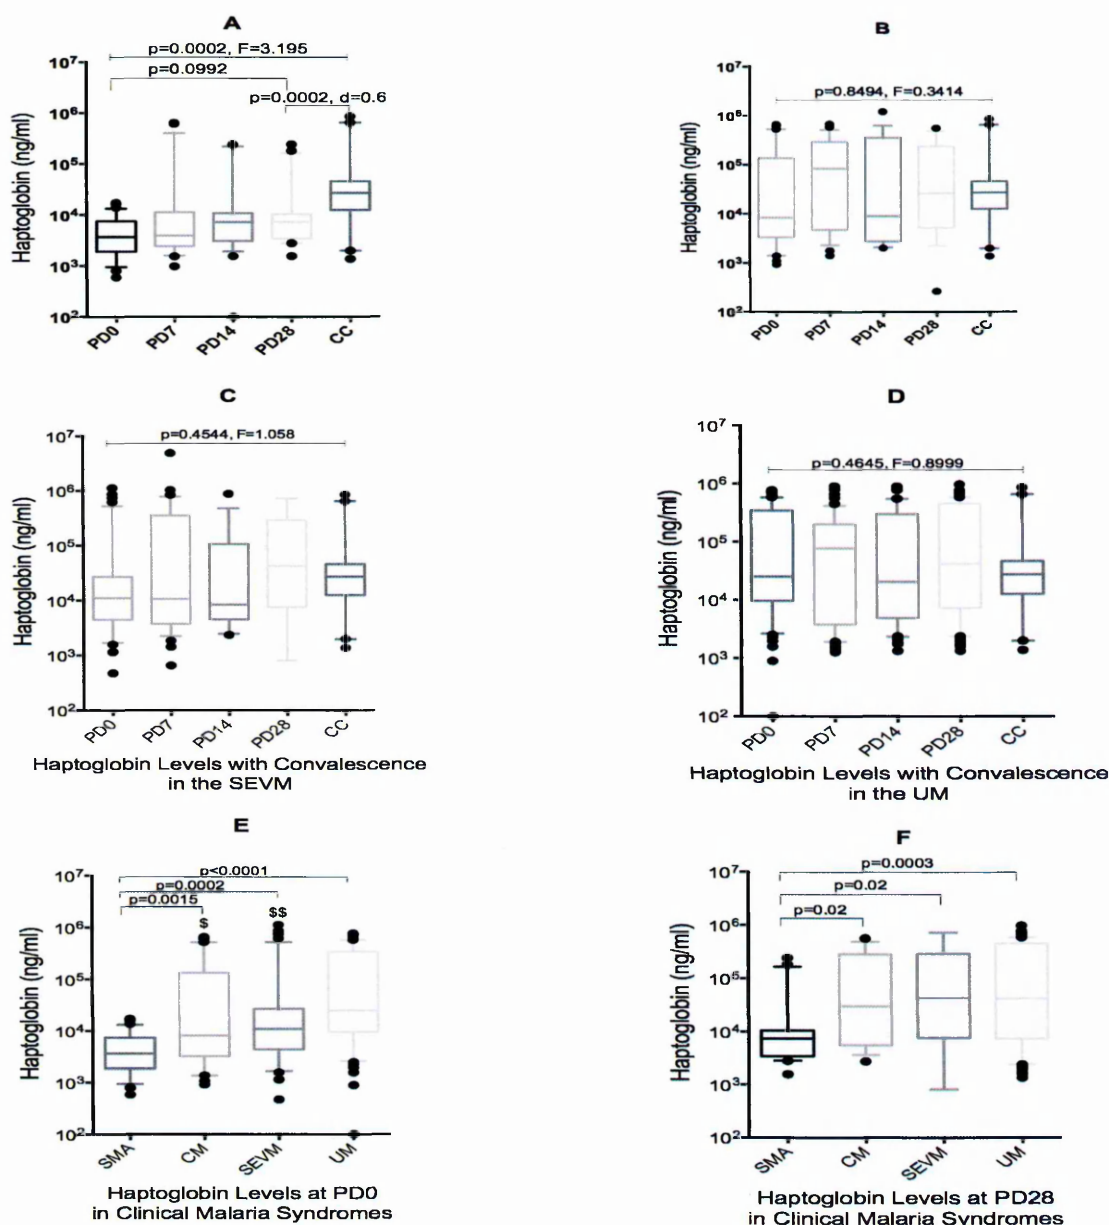 A
p=0.0002, F=3.195
p=0.0992
p=0.0002, d=0.6
Haptoglobin (ng/ml)
10⁷
10⁶
10⁵
10⁴
10³
10²
PD0
PD7
PD14
PD28
CC
B
p=0.8494, F=0.3414
Haptoglobin (ng/ml)
10⁷
10⁶
10⁵
10⁴
10³
10²
PD0
PD7
PD14
PD28
CC
C
p=0.4544, F=1.058
Haptoglobin (ng/ml)
10⁷
10⁶
10⁵
10⁴
10³
10²
PD0
PD7
PD14
PD28
CC
Haptoglobin Levels with Convalescence
in the SEVM
D
p=0.4645, F=0.8999
Haptoglobin (ng/ml)
10⁷
10⁶
10⁵
10⁴
10³
10²
PD0
PD7
PD14
PD28
CC
Haptoglobin Levels with Convalescence
in the UM
E
p<0.0001
p=0.0002
p=0.0015
$
$$
Haptoglobin (ng/ml)
10⁷
10⁶
10⁵
10⁴
10³
10²
SMA
CM
SEVM
UM
Haptoglobin Levels at PD0
in Clinical Malaria Syndromes
F
p=0.0003
p=0.02
p=0.02
Haptoglobin (ng/ml)
10⁷
10⁶
10⁵
10⁴
10³
10²
SMA
CM
SEVM
UM
Haptoglobin Levels at PD28
in Clinical Malaria Syndromes